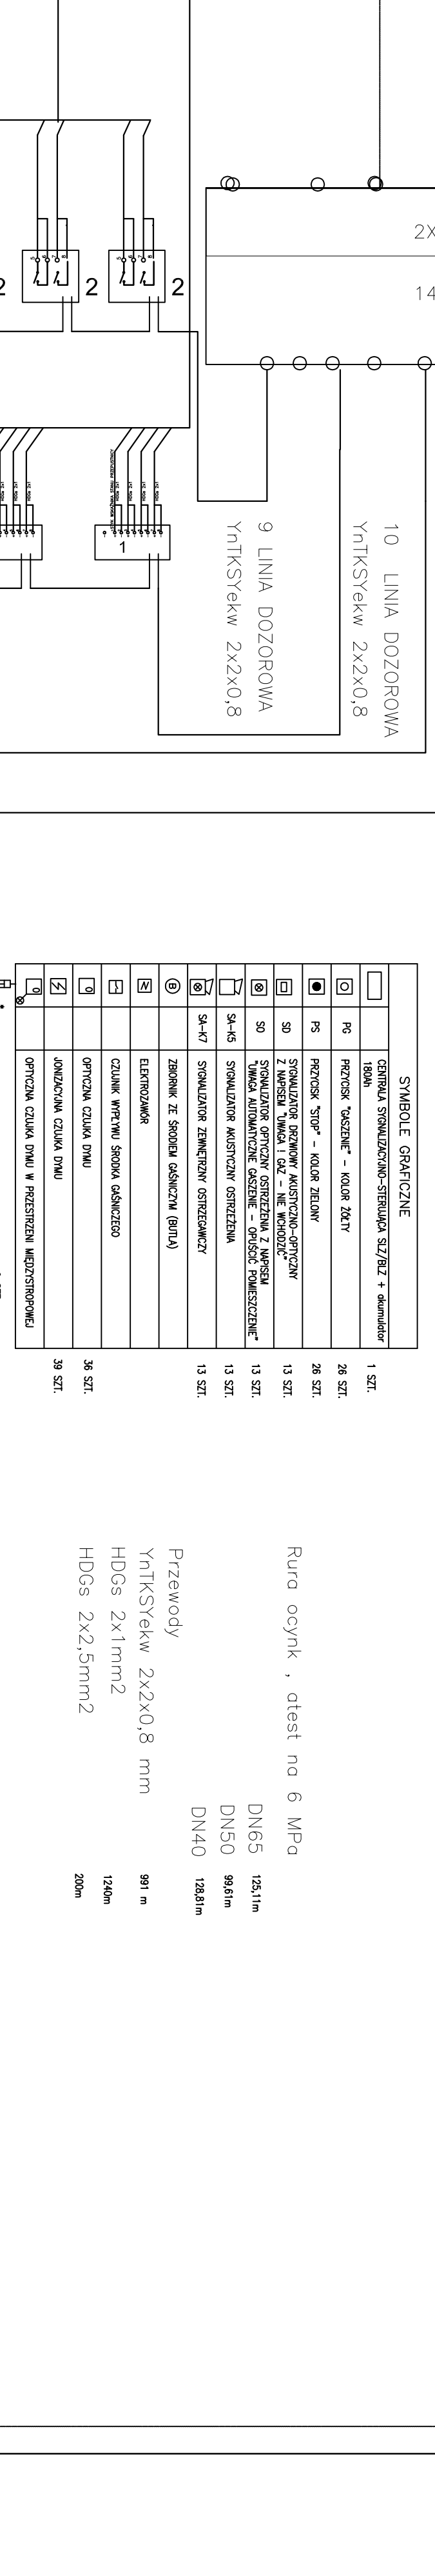 2X
14
2
2
2
1
10 LINIA DOZOROWA
YnTKSYekw 2x2x0,8
9 LINIA DOZOROWA
YnTKSYekw 2x2x0,8
SYMBOLE GRAFICZNE
CENTRALA SYGNALIZACYJNO-STERUJĄCA SLZ/BLZ + akumulator
180Ah
1 SZT.
PG PRZYCISK "GASZENIE" - KOLOR ŻÓŁTY 26 SZT.
PS PRZYCISK "STOP" - KOLOR ZIELONY 26 SZT.
SD SYGNALIZATOR DRZWIOWY AKUSTYCZNO-OPTYCZNY
Z NAPISEM "UWAGA ! GAZ - NIE WCHODZIĆ" 13 SZT.
SO SYGNALIZATOR OPTYCZNY OSTRZEŻENIA Z NAPISEM
"UWAGA AUTOMATYCZNE GASZENIE - OPUŚCIĆ POMIESZCZENIE" 13 SZT.
SA-K5 SYGNALIZATOR AKUSTYCZNY OSTRZEŻENIA 13 SZT.
SA-K7 SYGNALIZATOR ZEWNĘTRZNY OSTRZEGAWCZY 13 SZT.
B ZBIORNIK ZE ŚRODIEM GAŚNICZYM (BUTLA)
ELEKTROZAWÓR
CZUJNIK WYPŁYWU ŚRODKA GAŚNICZEGO
OPTYCZNA CZUJKA DYMU 36 SZT.
JONIZACYJNA CZUJKA DYMU 39 SZT.
OPTYCZNA CZUJKA DYMU W PRZESTRZENI MIĘDZYSTROPOWEJ
Rura ocynk , atest na 6 MPa
DN65 125,11m
DN50 99,61m
DN40 128,81m
Przewody
YnTKSYekw 2x2x0,8 mm 991 m
HDGs 2x1mm2 1240m
HDGs 2x2,5mm2 200m